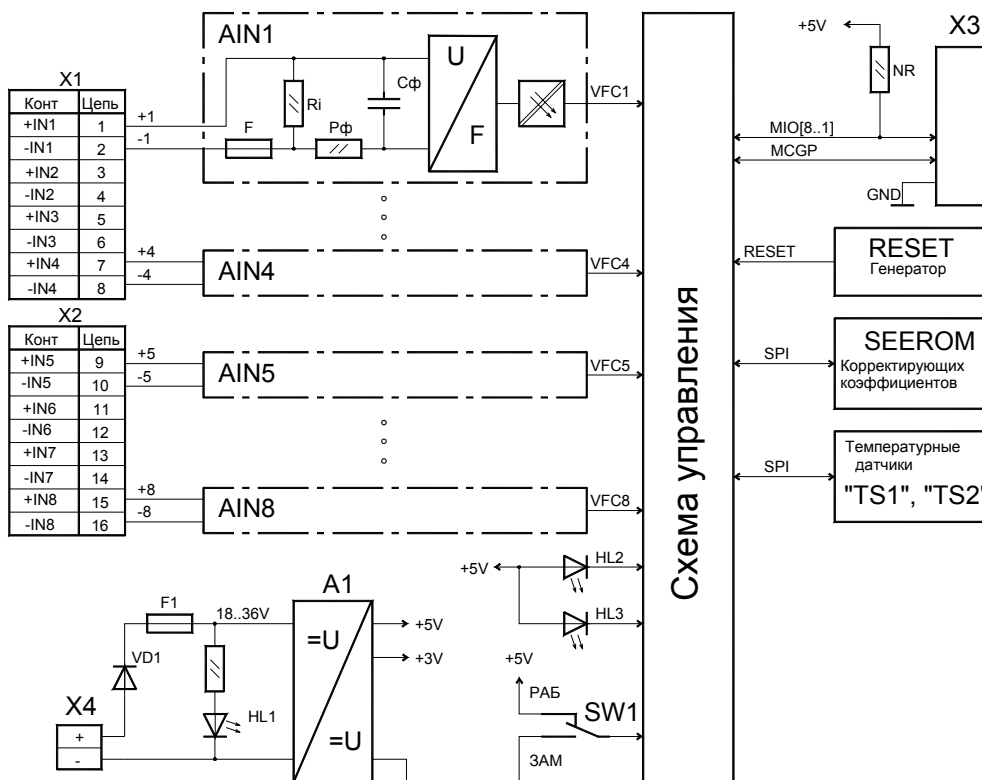 AIN1
X1
Конт Цепь
+IN1 1
-IN1 2
+IN2 3
-IN2 4
+IN3 5
-IN3 6
+IN4 7
-IN4 8
+1
-1
+4
-4
F
Ri
Рф
Сф
U
F
VFC1
AIN4
VFC4
X2
Конт Цепь
+IN5 9
-IN5 10
+IN6 11
-IN6 12
+IN7 13
-IN7 14
+IN8 15
-IN8 16
+5
-5
+8
-8
AIN5
VFC5
AIN8
VFC8
Схема управления
+5V
NR
X3
MIO[8..1]
MCGP
GND
RESET
RESET
Генератор
SPI
SEEROM
Корректирующих
коэффициентов
SPI
Температурные
датчики
"TS1", "TS2"
+5V
HL2
HL3
+5V
РАБ
SW1
ЗАМ
A1
F1
18..36V
=U
=U
+5V
+3V
VD1
HL1
X4
+
-